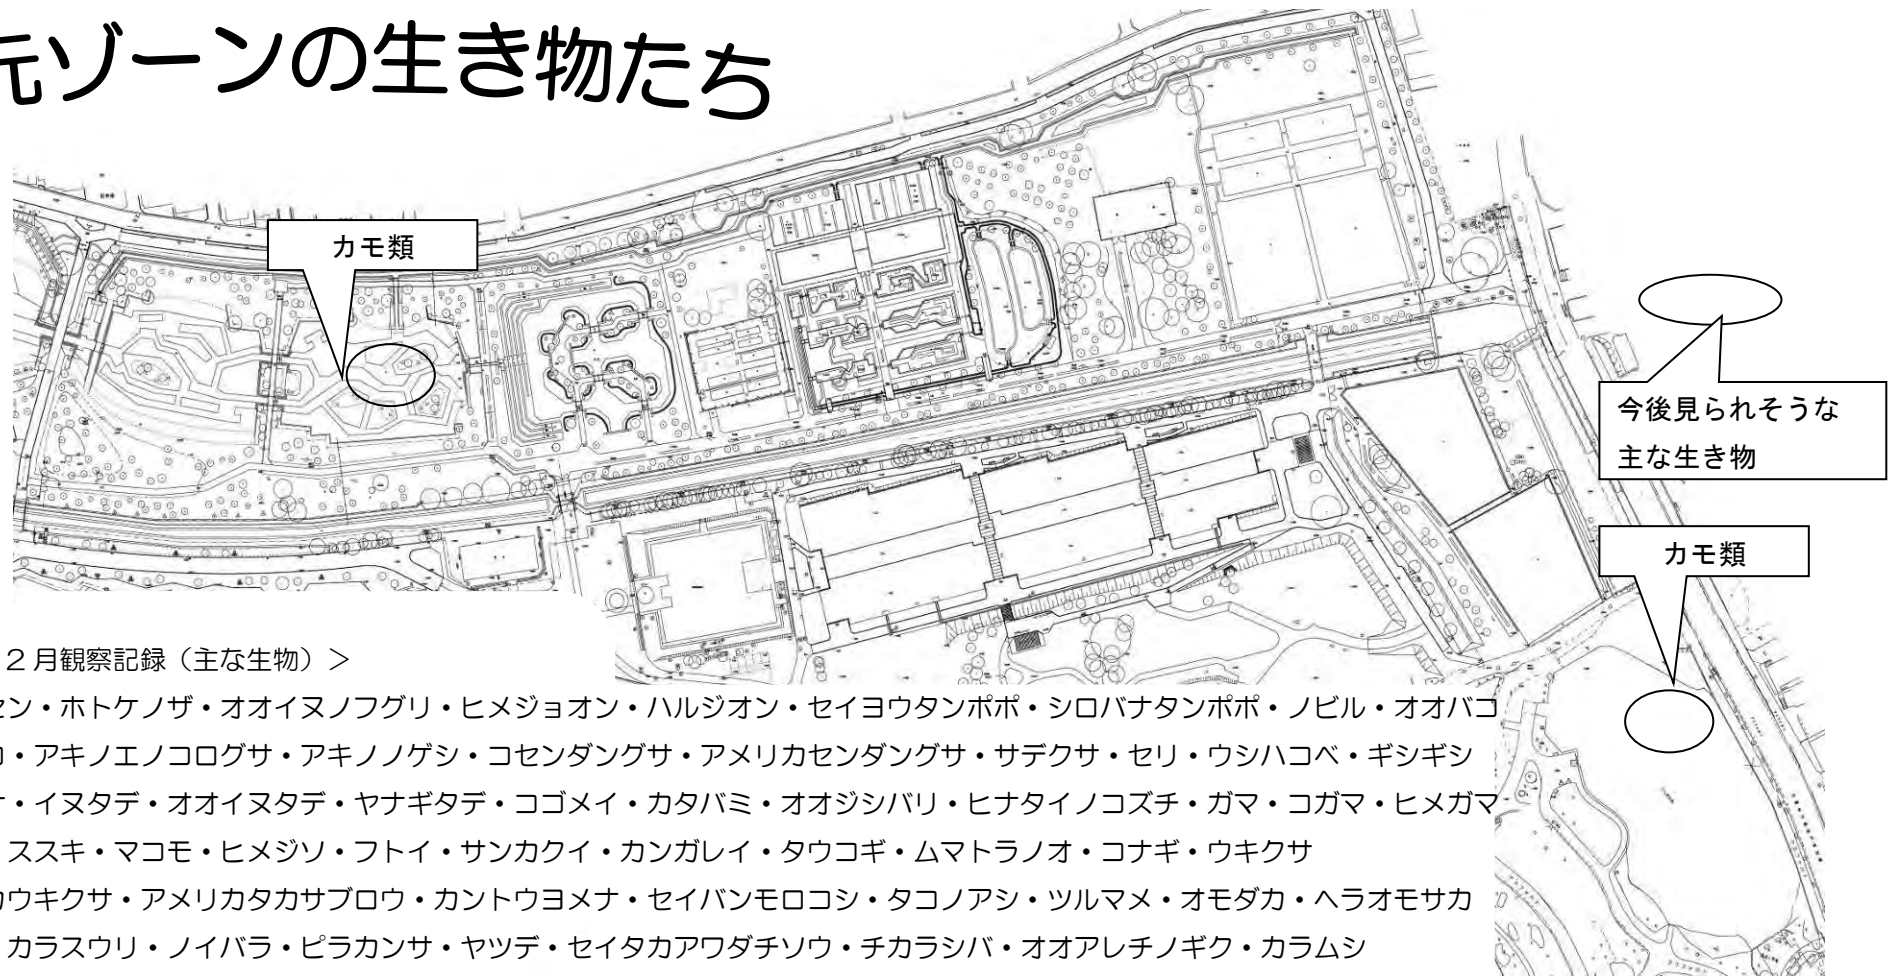 元ゾーンの生き物たち
カモ類
今後見られそうな
主な生き物
カモ類
2月観察記録（主な生物）＞
セン・ホトケノザ・オオイヌノフグリ・ヒメジョオン・ハルジオン・セイヨウタンポポ・シロバナタンポポ・ノビル・オオバコ
・アキノエノコログサ・アキノノゲシ・コセンダングサ・アメリカセンダングサ・サデクサ・セリ・ウシハコベ・ギシギシ
・イヌタデ・オオイヌタデ・ヤナギタデ・コゴメイ・カタバミ・オオジシバリ・ヒナタイノコズチ・ガマ・コガマ・ヒメガマ
ススキ・マコモ・ヒメジソ・フトイ・サンカクイ・カンガレイ・タウコギ・ムマトラノオ・コナギ・ウキクサ
ウキクサ・アメリカタカサブロウ・カントウヨメナ・セイバンモロコシ・タコノアシ・ツルマメ・オモダカ・ヘラオモサカ
カラスウリ・ノイバラ・ピラカンサ・ヤツデ・セイタカアワダチソウ・チカラシバ・オオアレチノギク・カラムシ